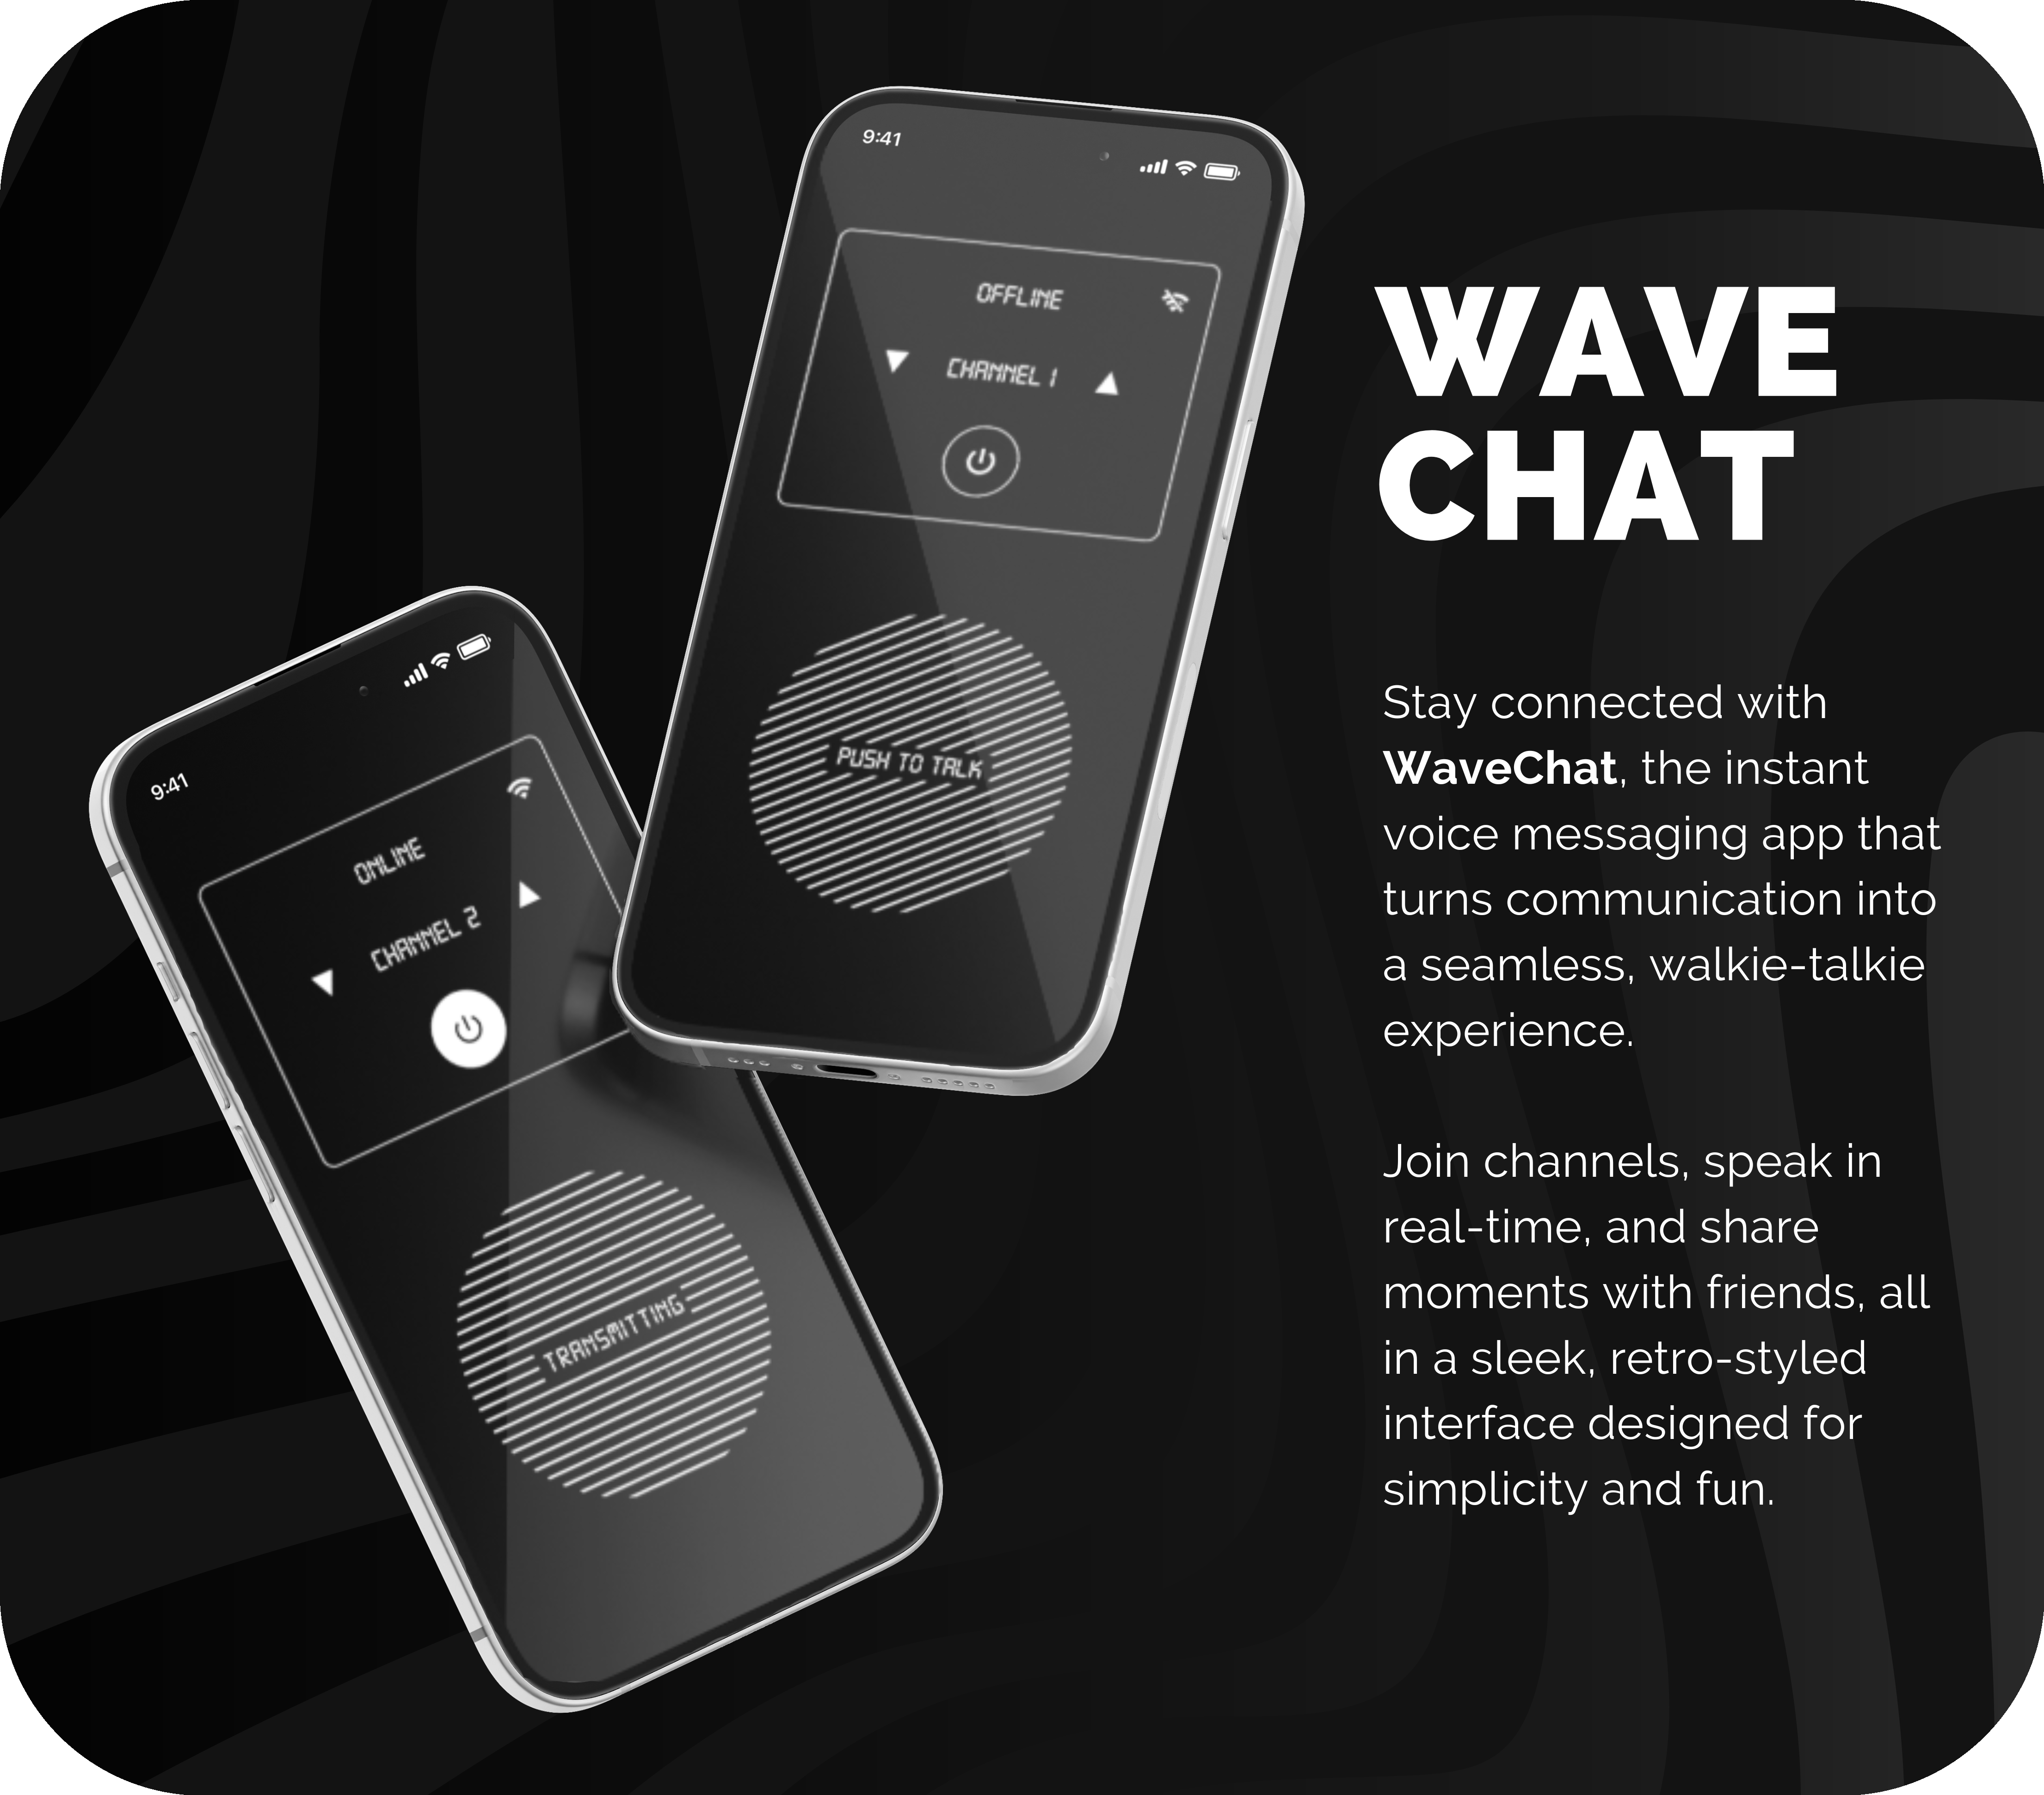 9:41
OFFLINE
CHANNEL 1
PUSH TO TALK
9:41
ONLINE
CHANNEL 2
TRANSMITTING
WAVE
CHAT
Stay connected with
WaveChat, the instant
voice messaging app that
turns communication into
a seamless, walkie-talkie
experience.
Join channels, speak in
real-time, and share
moments with friends, all
in a sleek, retro-styled
interface designed for
simplicity and fun.